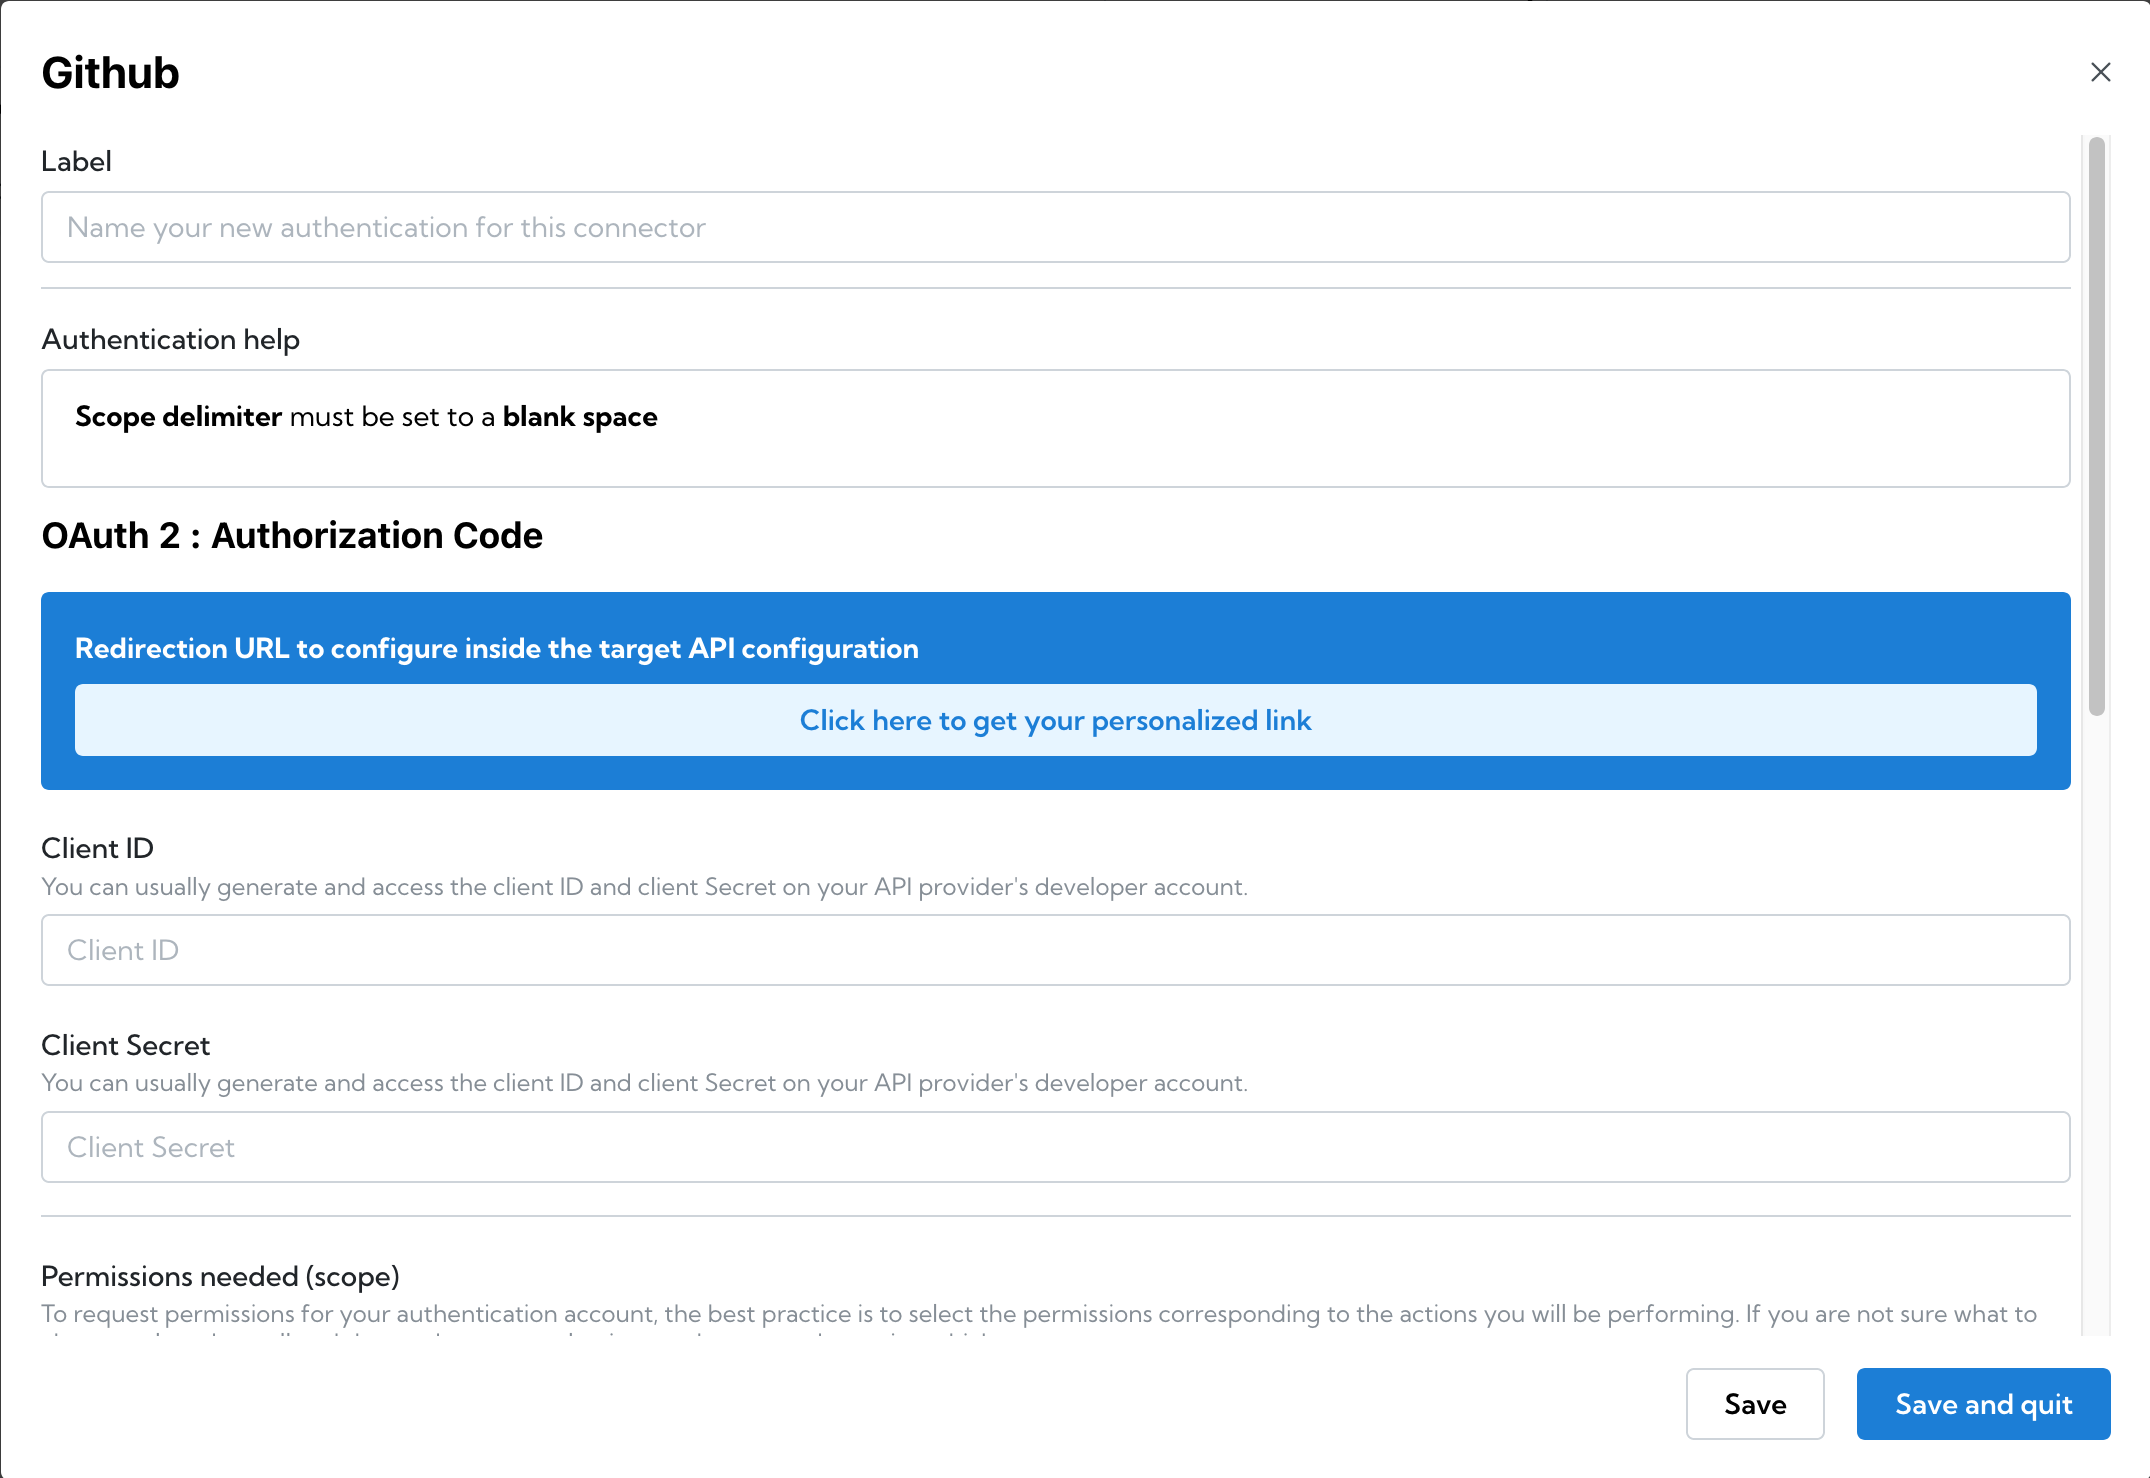 Github
Label
Name your new authentication for this connector
Authentication help
Scope delimiter must be set to a blank space
OAuth 2 : Authorization Code
Redirection URL to configure inside the target API configuration
Click here to get your personalized link
Client ID
You can usually generate and access the client ID and client Secret on your API provider's developer account.
Client ID
Client Secret
You can usually generate and access the client ID and client Secret on your API provider's developer account.
Client Secret
Permissions needed (scope)
To request permissions for your authentication account, the best practice is to select the permissions corresponding to the actions you will be performing. If you are not sure what to
Save
Save and quit